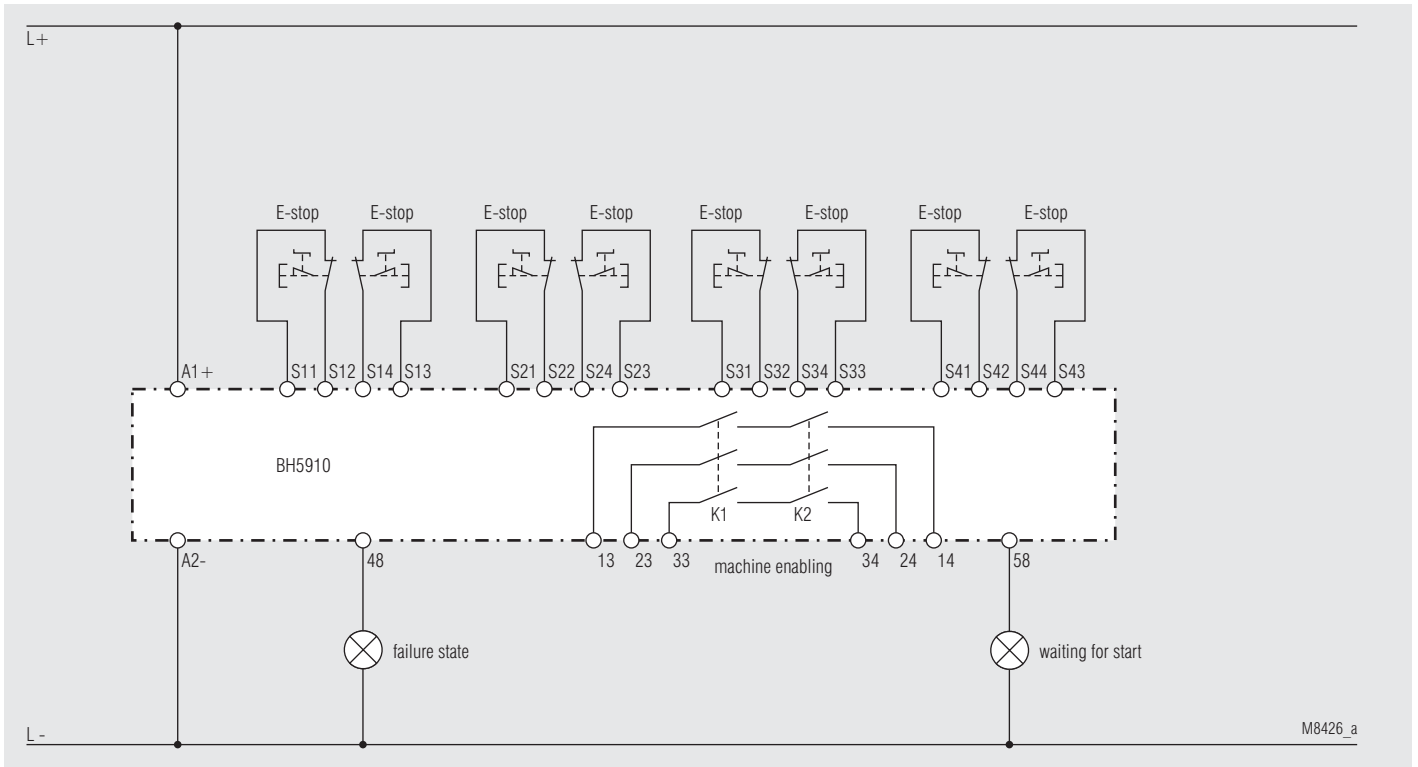 L+
E-stop E-stop E-stop E-stop E-stop E-stop E-stop E-stop
A1+ S11 S12 S14 S13 S21 S22 S24 S23 S31 S32 S34 S33 S41 S42 S44 S43
BH5910
K1 K2
A2- 48 13 23 33 machine enabling 34 24 14 58
failure state waiting for start
L -
M8426_a